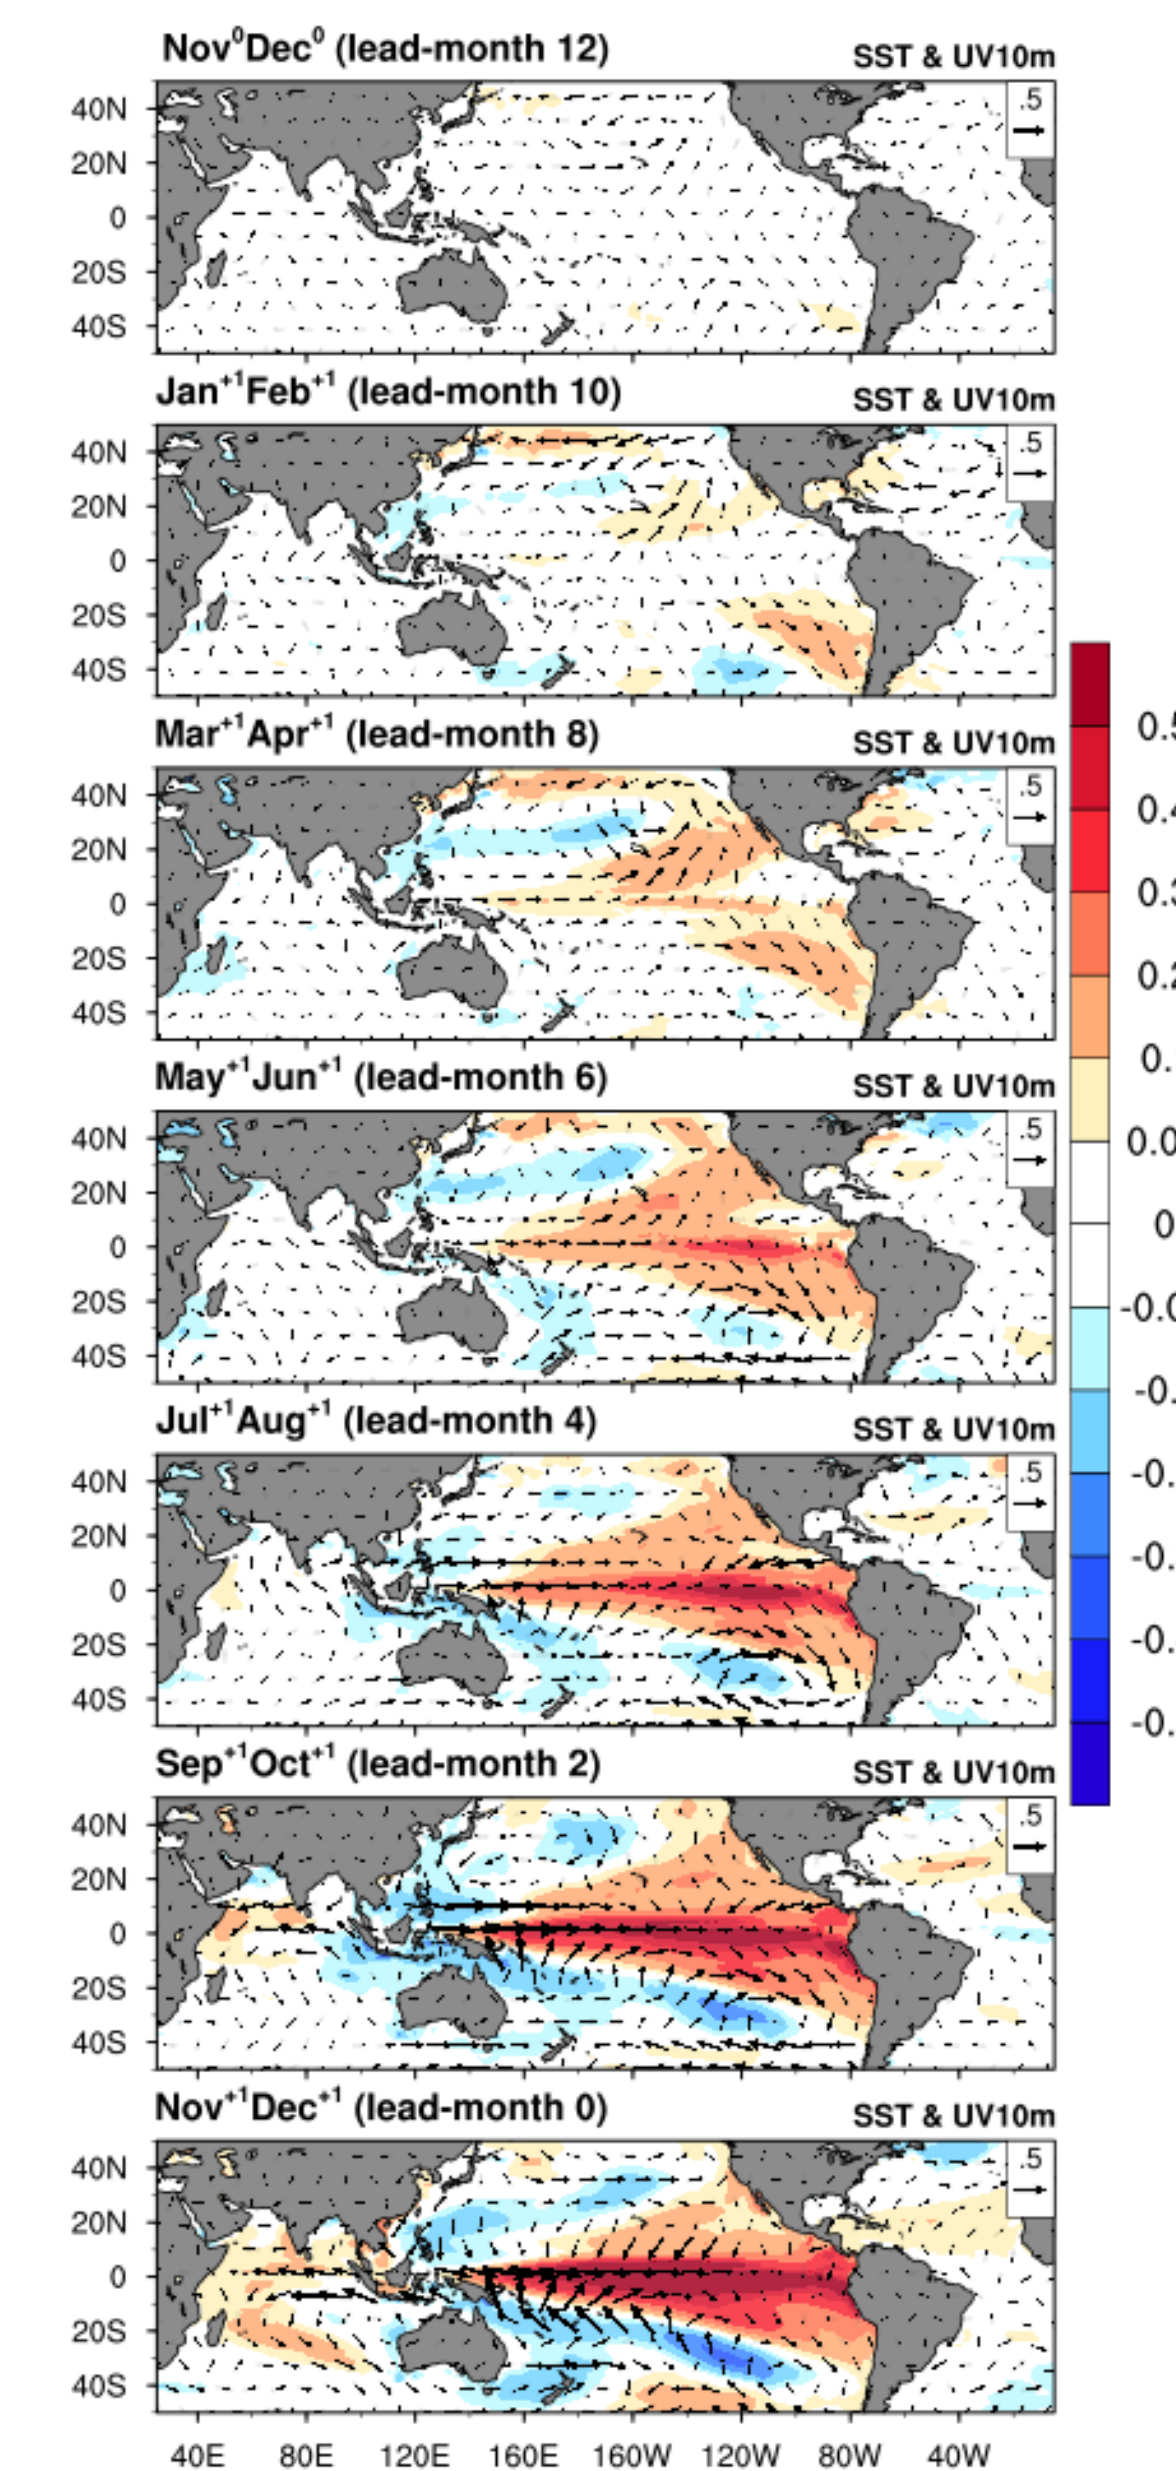 Nov⁰Dec⁰ (lead-month 12) SST & UV10m
.5
40N
20N
0
20S
40S
Jan⁺¹Feb⁺¹ (lead-month 10) SST & UV10m
.5
40N
20N
0
20S
40S
Mar⁺¹Apr⁺¹ (lead-month 8) SST & UV10m
.5
40N
20N
0
20S
40S
May⁺¹Jun⁺¹ (lead-month 6) SST & UV10m
.5
40N
20N
0
20S
40S
Jul⁺¹Aug⁺¹ (lead-month 4) SST & UV10m
.5
40N
20N
0
20S
40S
Sep⁺¹Oct⁺¹ (lead-month 2) SST & UV10m
.5
40N
20N
0
20S
40S
Nov⁺¹Dec⁺¹ (lead-month 0) SST & UV10m
.5
40N
20N
0
20S
40S
40E 80E 120E 160E 160W 120W 80W 40W
0